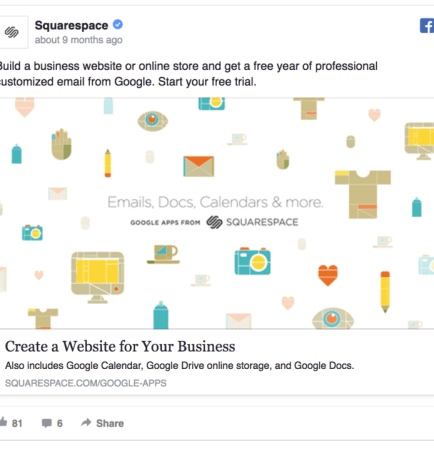 Squarespace
about 9 months ago
Build a business website or online store and get a free year of professional
customized email from Google. Start your free trial.
Emails, Docs, Calendars & more.
GOOGLE APPS FROM SQUARESPACE
Create a Website for Your Business
Also includes Google Calendar, Google Drive online storage, and Google Docs.
SQUARESPACE.COM/GOOGLE-APPS
81 6 Share